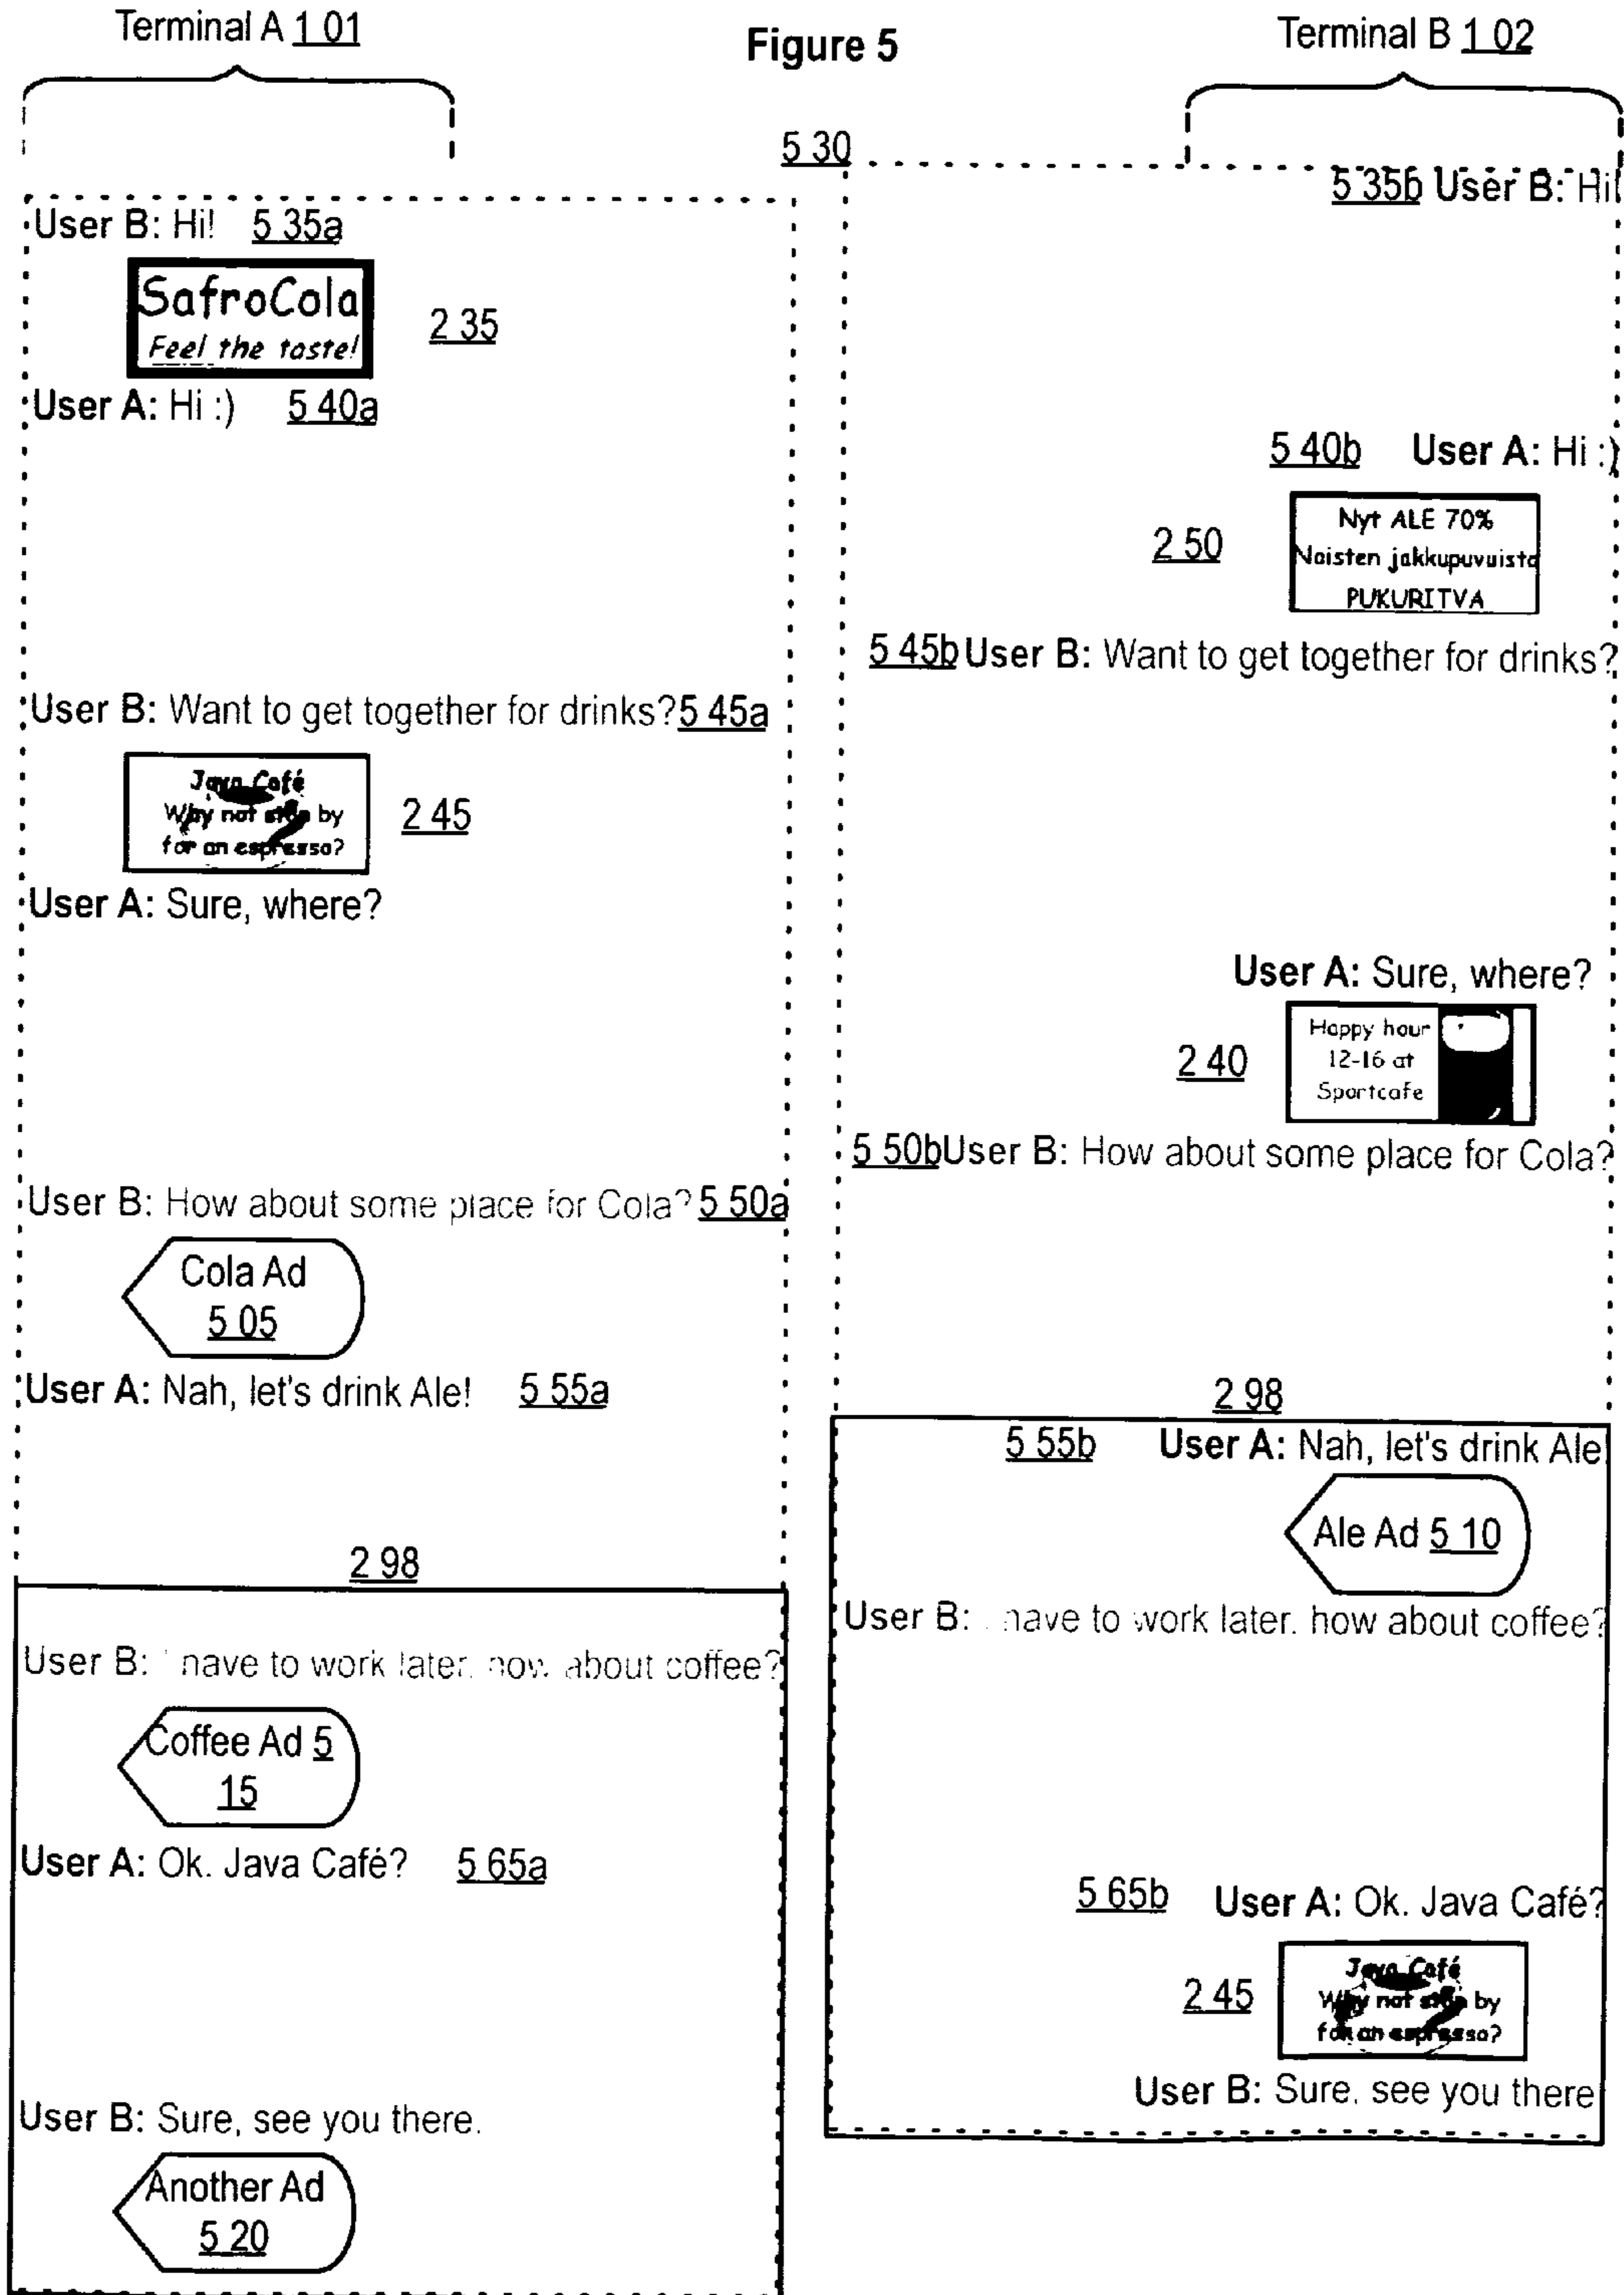 Terminal A 1 01
Figure 5
Terminal B 1 02
5 30
User B: Hi! 5 35a
SafroCola
Feel the taste!
2 35
User A: Hi :) 5 40a
User B: Want to get together for drinks? 5 45a
Java Café
Why not stop by
for an espresso?
2 45
User A: Sure, where?
User B: How about some place for Cola? 5 50a
Cola Ad
5 05
User A: Nah, let's drink Ale! 5 55a
2 98
User B: have to work later. how about coffee?
Coffee Ad 5
15
User A: Ok. Java Café? 5 65a
User B: Sure, see you there.
Another Ad
5 20
5 35b User B: Hi!
5 40b User A: Hi :)
2 50
Nyt ALE 70%
Naisten jakkupuvuista
PUKURITVA
5 45b User B: Want to get together for drinks?
User A: Sure, where?
2 40
Happy hour
12-16 at
Sportcafe
5 50b User B: How about some place for Cola?
2 98
5 55b User A: Nah, let's drink Ale
Ale Ad 5 10
User B: have to work later. how about coffee?
5 65b User A: Ok. Java Café?
2 45
Java Café
Why not stop by
for an espresso?
User B: Sure. see you there